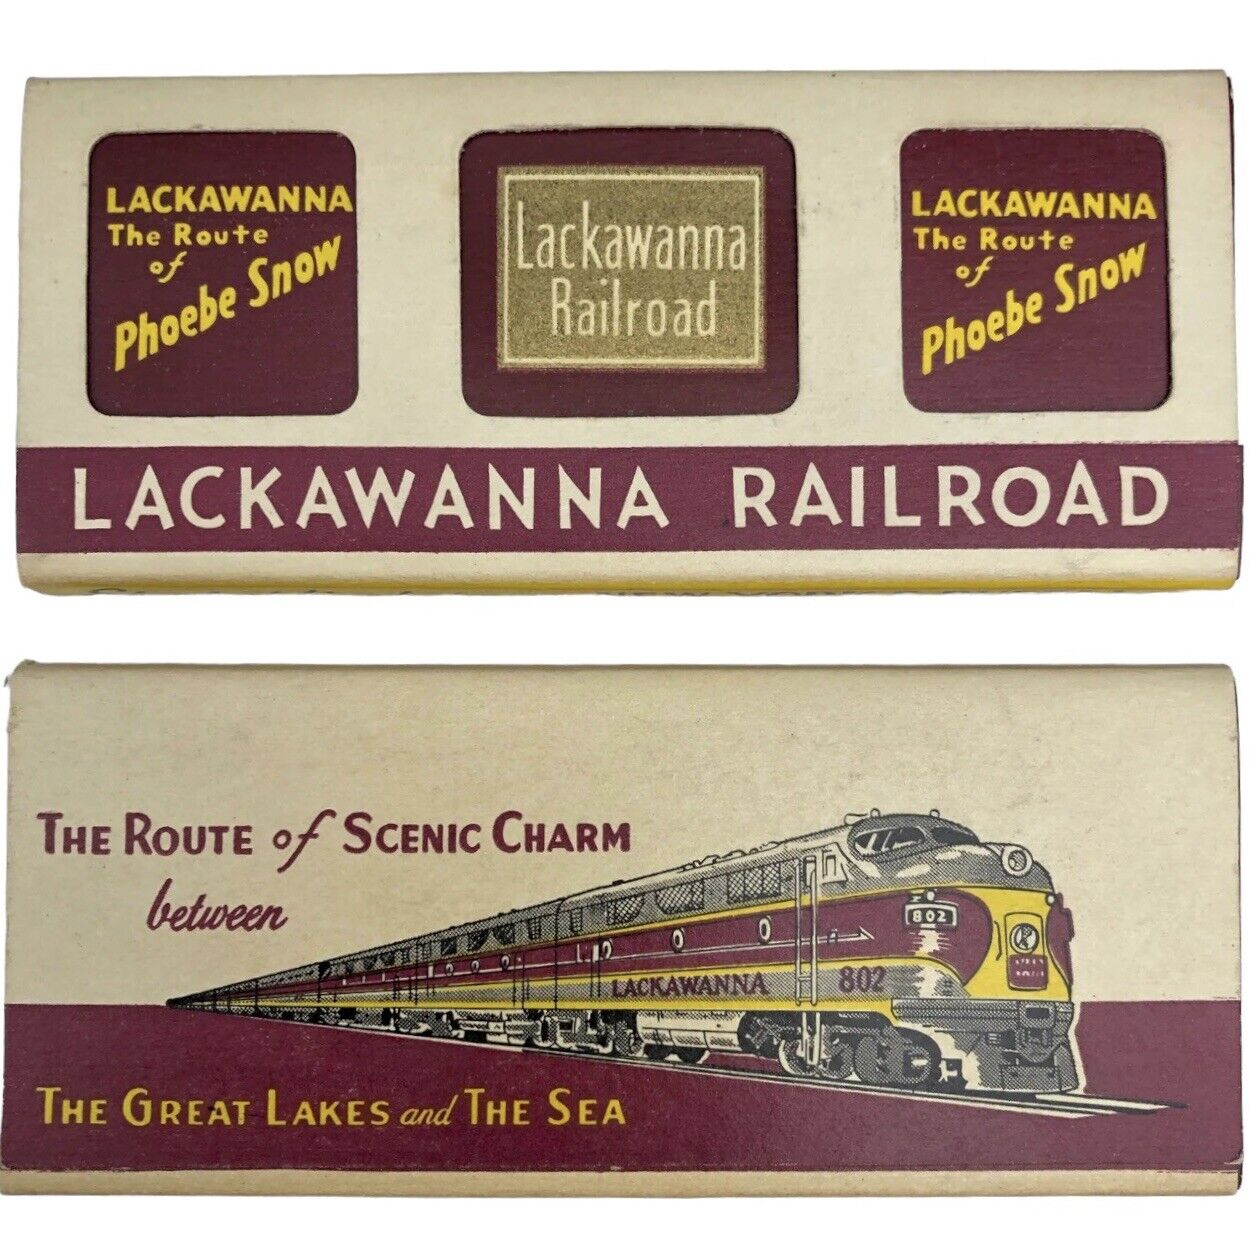 LACKAWANNA
The Route
of
Phoebe Snow
Lackawanna
Railroad
LACKAWANNA
The Route
of
Phoebe Snow
LACKAWANNA RAILROAD
THE ROUTE of SCENIC CHARM
between
802
LACKAWANNA 802
THE GREAT LAKES and THE SEA